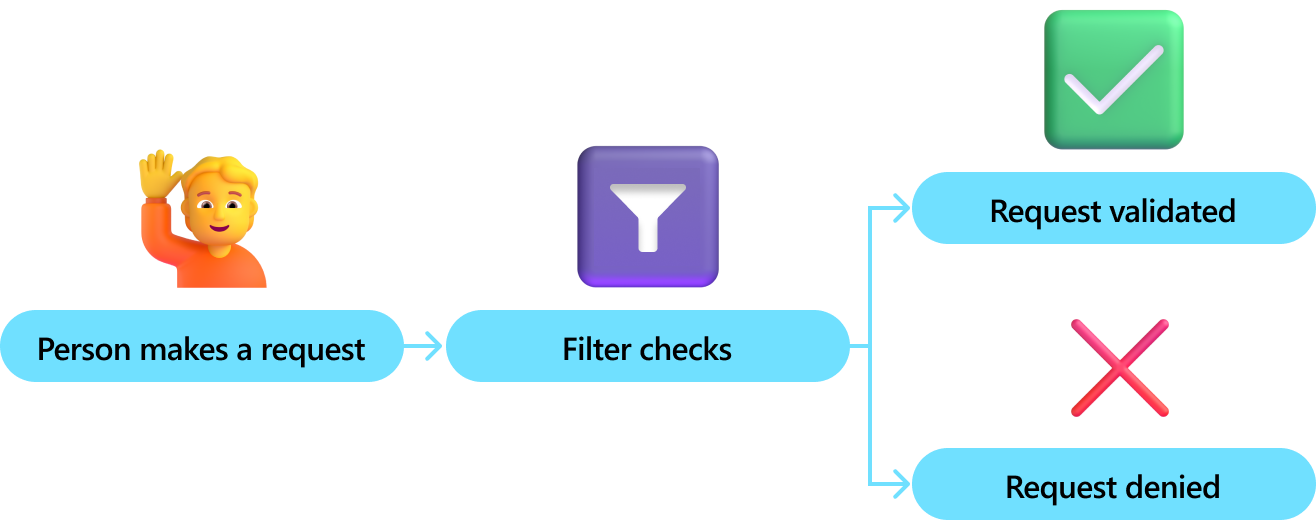 Person makes a request
Filter checks
Request validated
Request denied